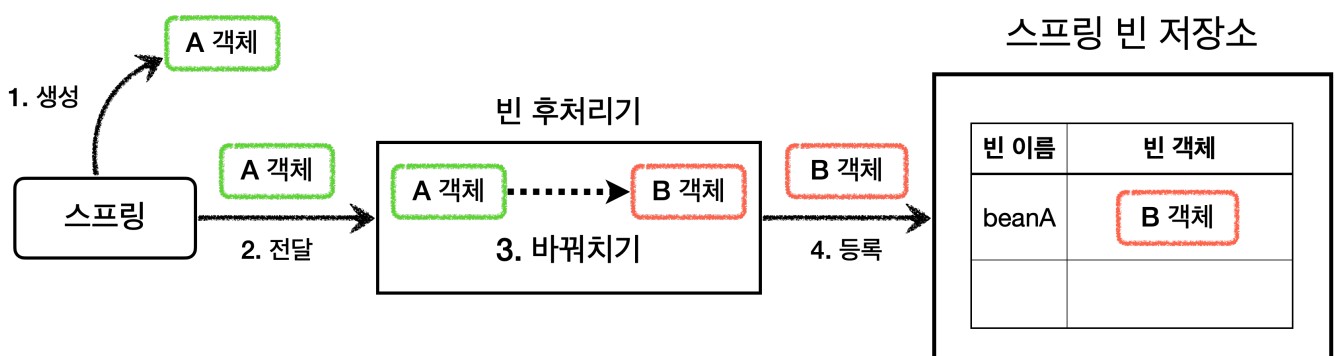 스프링 빈 저장소
A 객체
1. 생성
빈 후처리기
빈 이름
빈 객체
A 객체
A 객체
B 객체
B 객체
스프링
beanA
B 객체
2. 전달
3. 바꿔치기
4. 등록